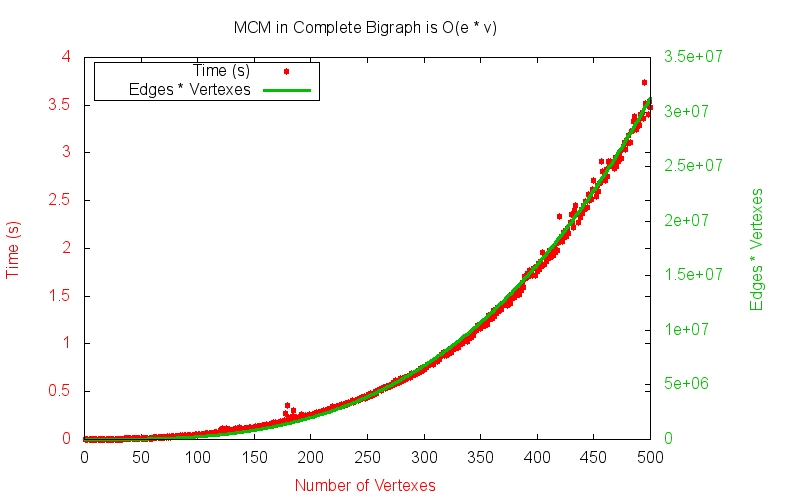 MCM in Complete Bigraph is O(e * v)
Time (s)
Edges * Vertexes
4
3.5
3
2.5
2
1.5
1
0.5
0
3.5e+07
3e+07
2.5e+07
2e+07
1.5e+07
1e+07
5e+06
0
0 50 100 150 200 250 300 350 400 450 500
Time (s)
Edges * Vertexes
Number of Vertexes